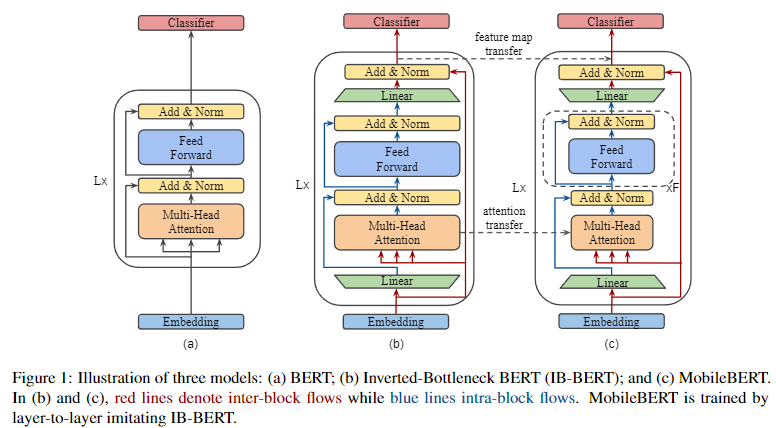 Classifier
Add & Norm
Feed
Forward
Add & Norm
Multi-Head
Attention
Lx
Embedding
(a)
Classifier
Add & Norm
Linear
Add & Norm
Feed
Forward
Add & Norm
Multi-Head
Attention
Linear
Lx
Embedding
(b)
feature map
transfer
attention
transfer
Classifier
Add & Norm
Linear
Add & Norm
Feed
Forward
xF
Add & Norm
Multi-Head
Attention
Linear
Lx
Embedding
(c)
Figure 1: Illustration of three models: (a) BERT; (b) Inverted-Bottleneck BERT (IB-BERT); and (c) MobileBERT.
In (b) and (c), red lines denote inter-block flows while blue lines intra-block flows. MobileBERT is trained by
layer-to-layer imitating IB-BERT.